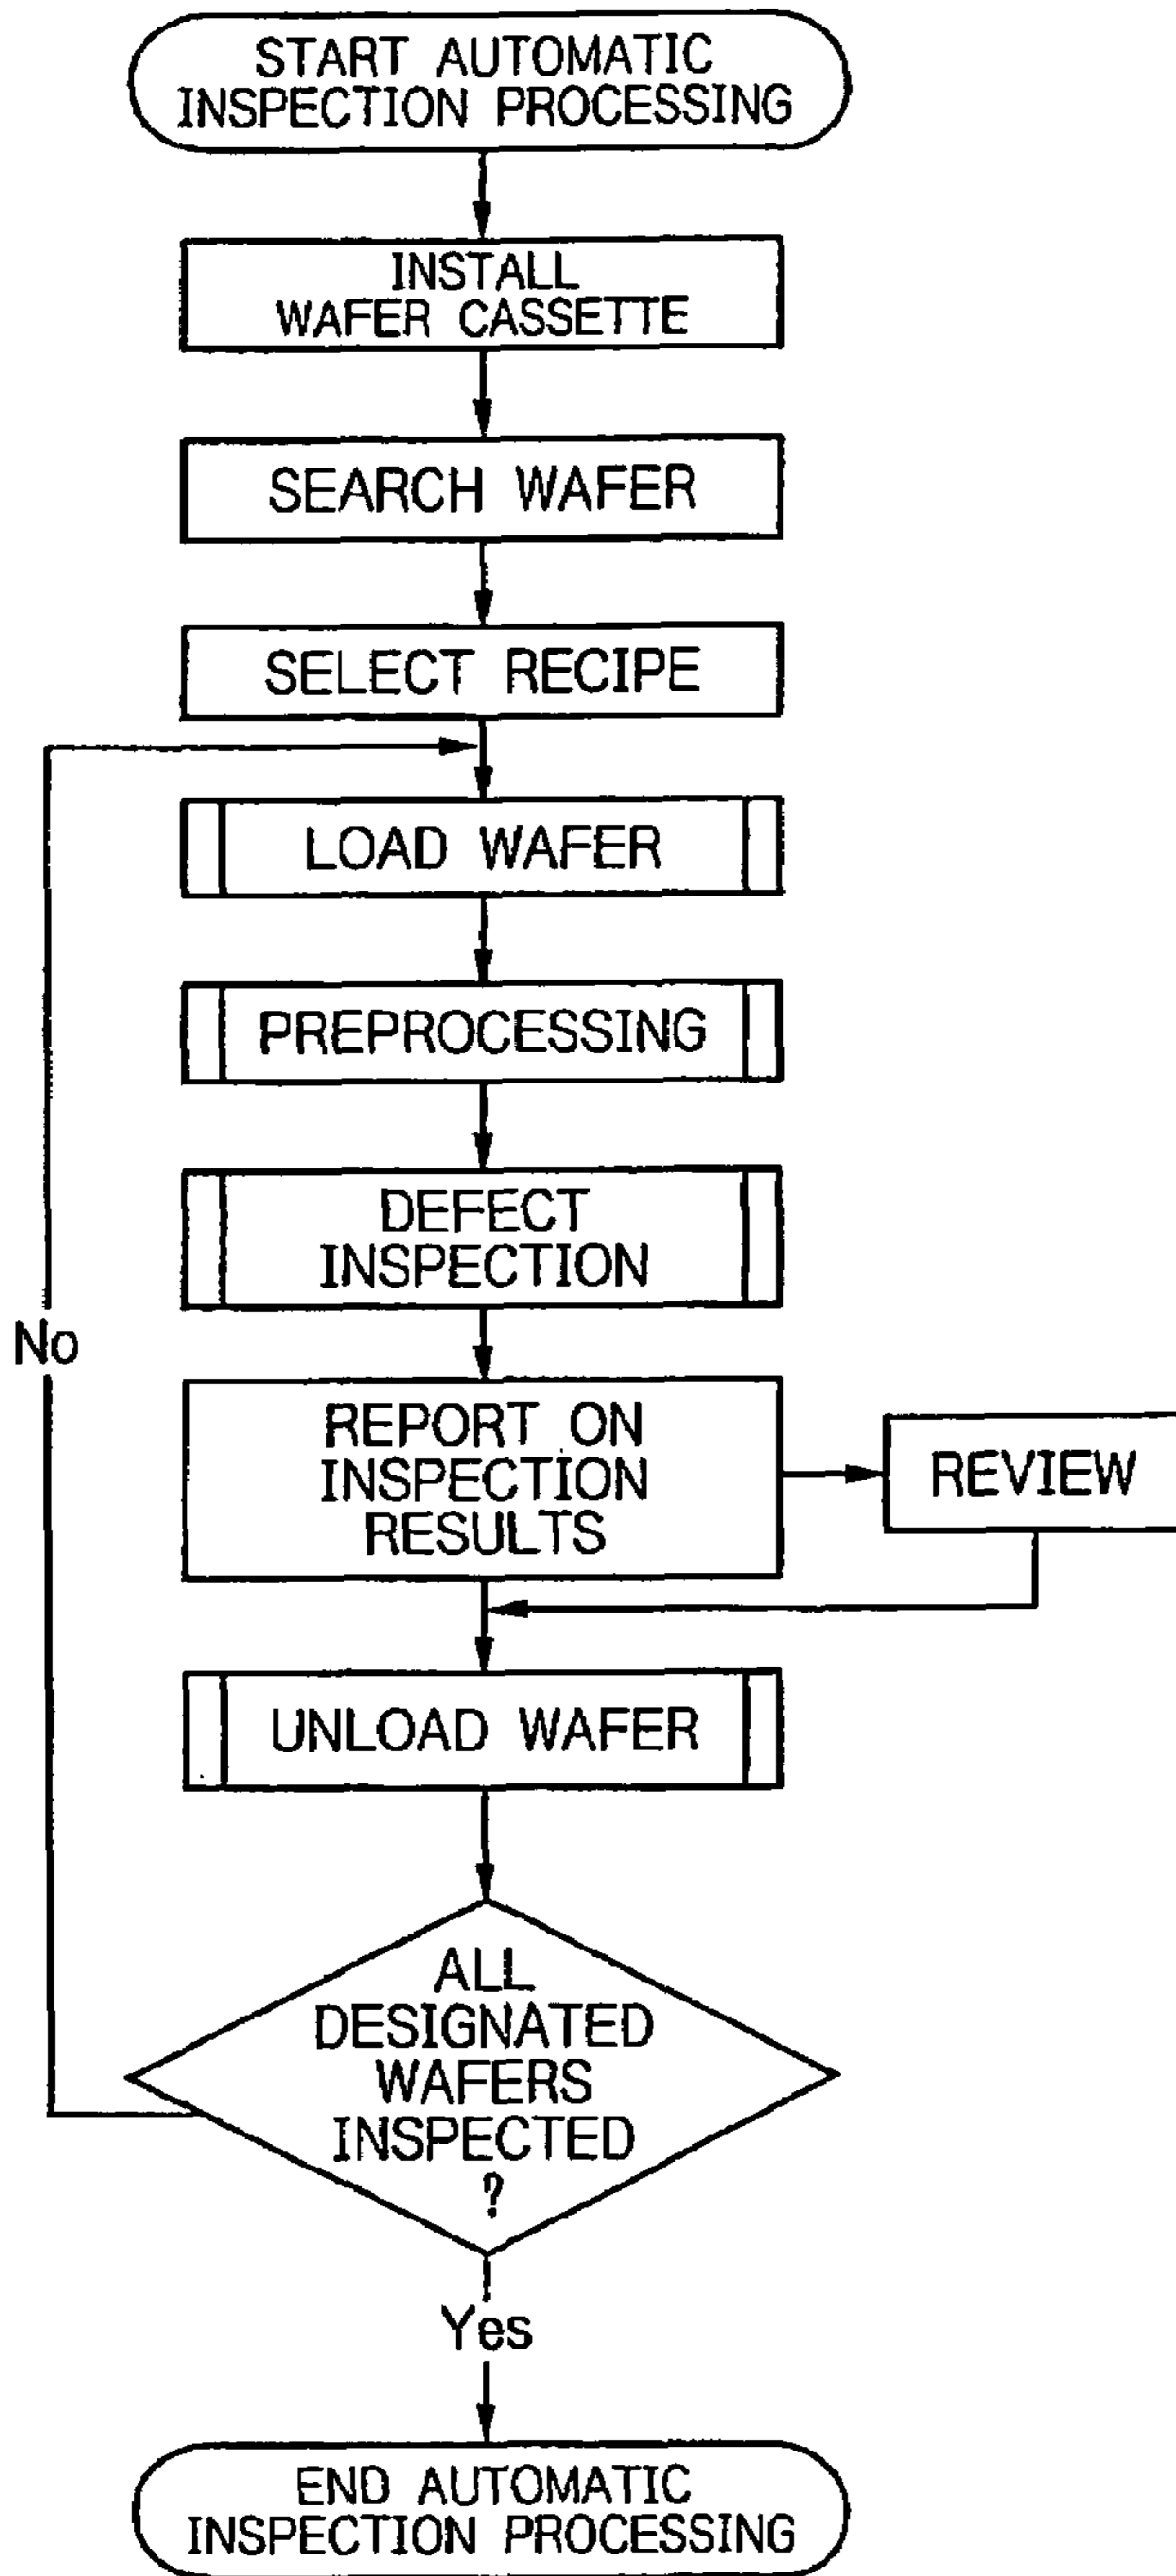 START AUTOMATIC
INSPECTION PROCESSING
INSTALL
WAFER CASSETTE
SEARCH WAFER
SELECT RECIPE
LOAD WAFER
PREPROCESSING
DEFECT
INSPECTION
No
REPORT ON
INSPECTION
RESULTS
REVIEW
UNLOAD WAFER
ALL
DESIGNATED
WAFERS
INSPECTED
?
Yes
END AUTOMATIC
INSPECTION PROCESSING